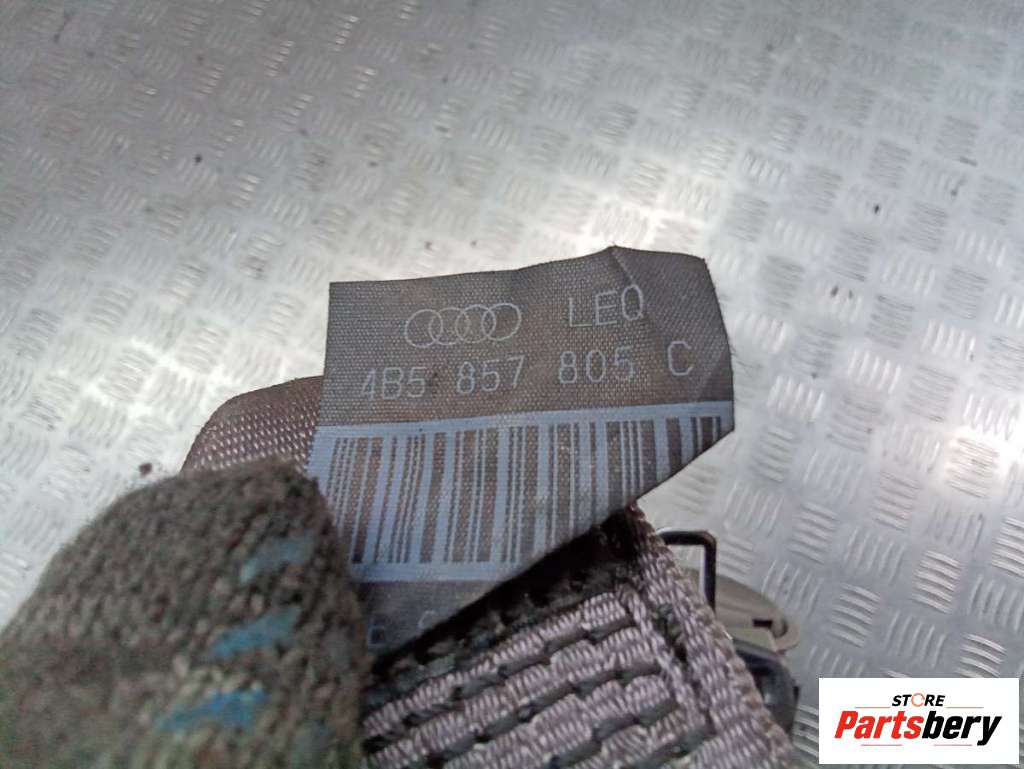 LEQ
4B5 857 805 C
STORE
Partsbery